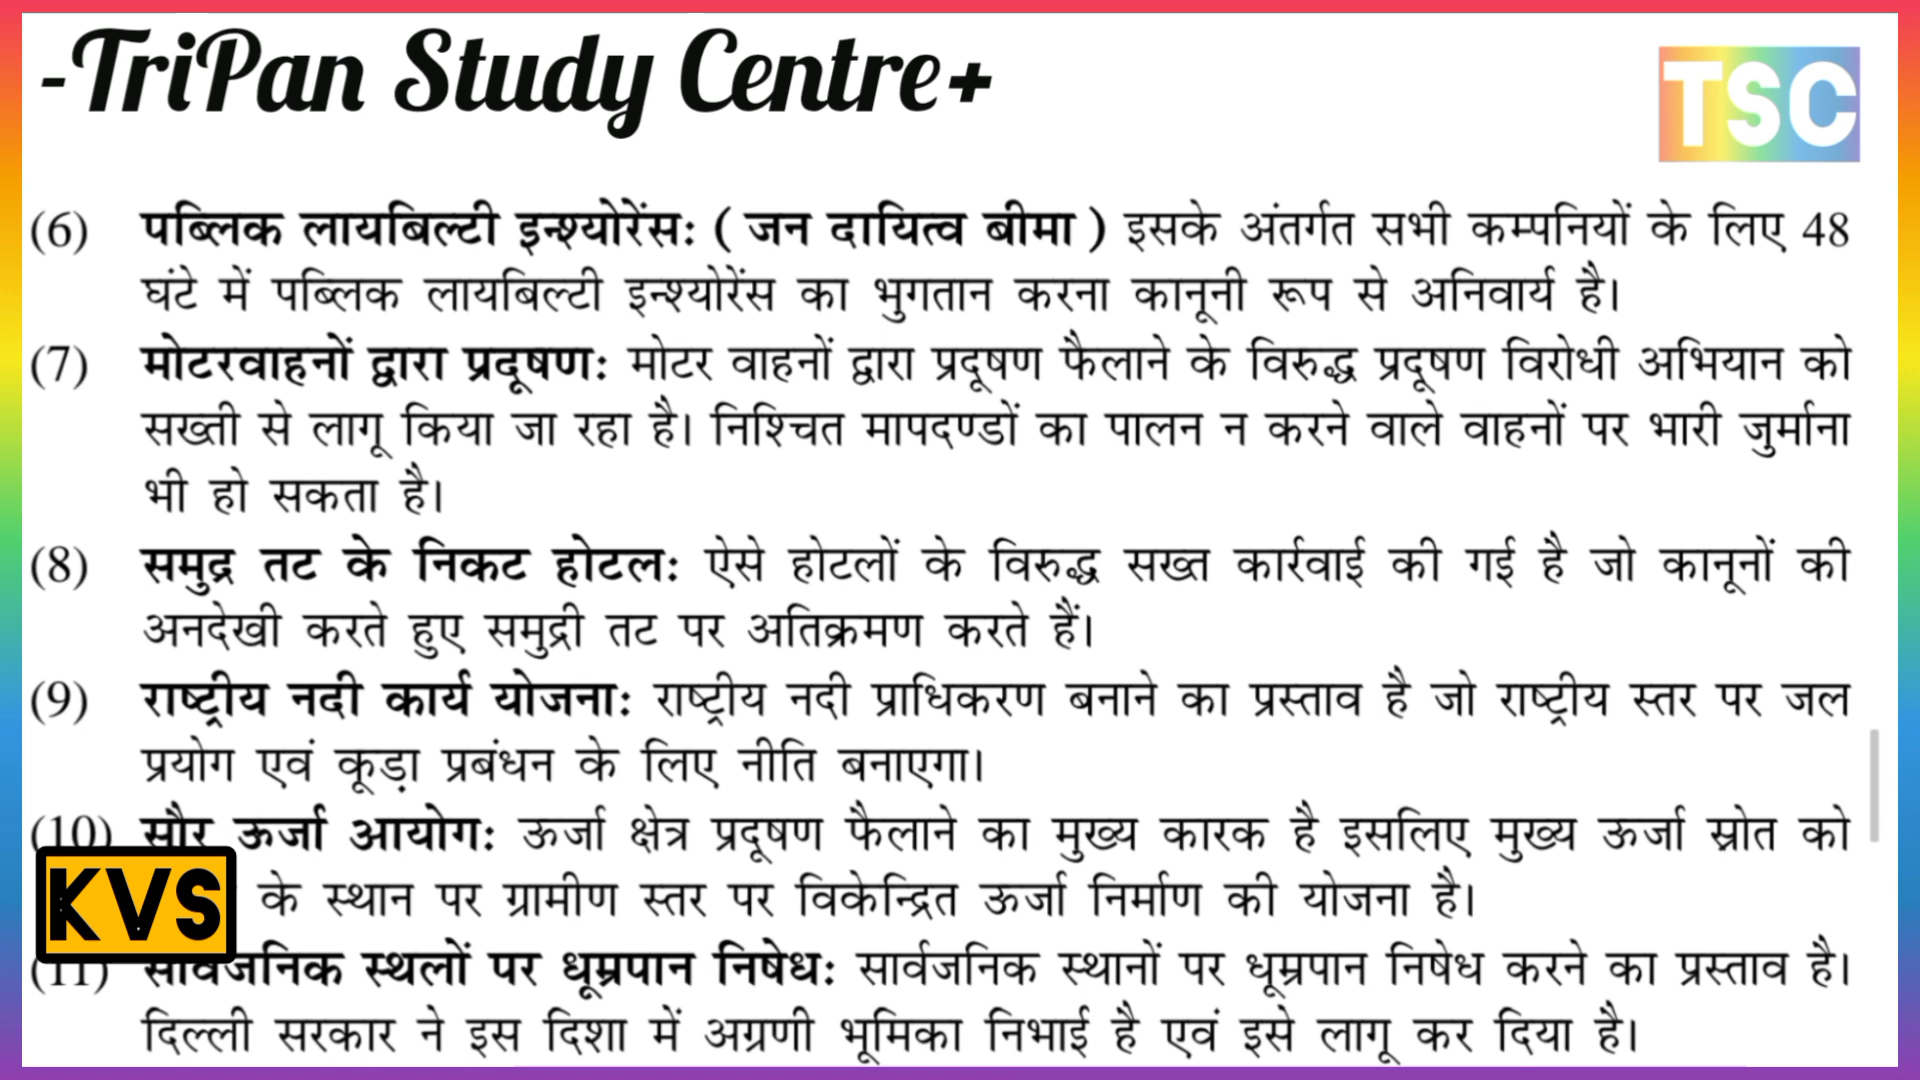 -TriPan Study Centre+
TSC
(6) पब्लिक लायबिल्टी इन्श्योरेंस: ( जन दायित्व बीमा ) इसके अंतर्गत सभी कम्पनियों के लिए 48
घंटे में पब्लिक लायबिल्टी इन्श्योरेंस का भुगतान करना कानूनी रूप से अनिवार्य है।
(7) मोटरवाहनों द्वारा प्रदूषण: मोटर वाहनों द्वारा प्रदूषण फैलाने के विरुद्ध प्रदूषण विरोधी अभियान को
सख्ती से लागू किया जा रहा है। निश्चित मापदण्डों का पालन न करने वाले वाहनों पर भारी जुर्माना
भी हो सकता है।
(8) समुद्र तट के निकट होटल: ऐसे होटलों के विरुद्ध सख्त कार्रवाई की गई है जो कानूनों की
अनदेखी करते हुए समुद्री तट पर अतिक्रमण करते हैं।
(9) राष्ट्रीय नदी कार्य योजना: राष्ट्रीय नदी प्राधिकरण बनाने का प्रस्ताव है जो राष्ट्रीय स्तर पर जल
प्रयोग एवं कूड़ा प्रबंधन के लिए नीति बनाएगा।
(10) सौर ऊर्जा आयोग: ऊर्जा क्षेत्र प्रदूषण फैलाने का मुख्य कारक है इसलिए मुख्य ऊर्जा स्रोत को
KVS
के स्थान पर ग्रामीण स्तर पर विकेन्द्रित ऊर्जा निर्माण की योजना है।
(11) सार्वजनिक स्थलों पर धूम्रपान निषेध: सार्वजनिक स्थानों पर धूम्रपान निषेध करने का प्रस्ताव है।
दिल्ली सरकार ने इस दिशा में अग्रणी भूमिका निभाई है एवं इसे लागू कर दिया है।